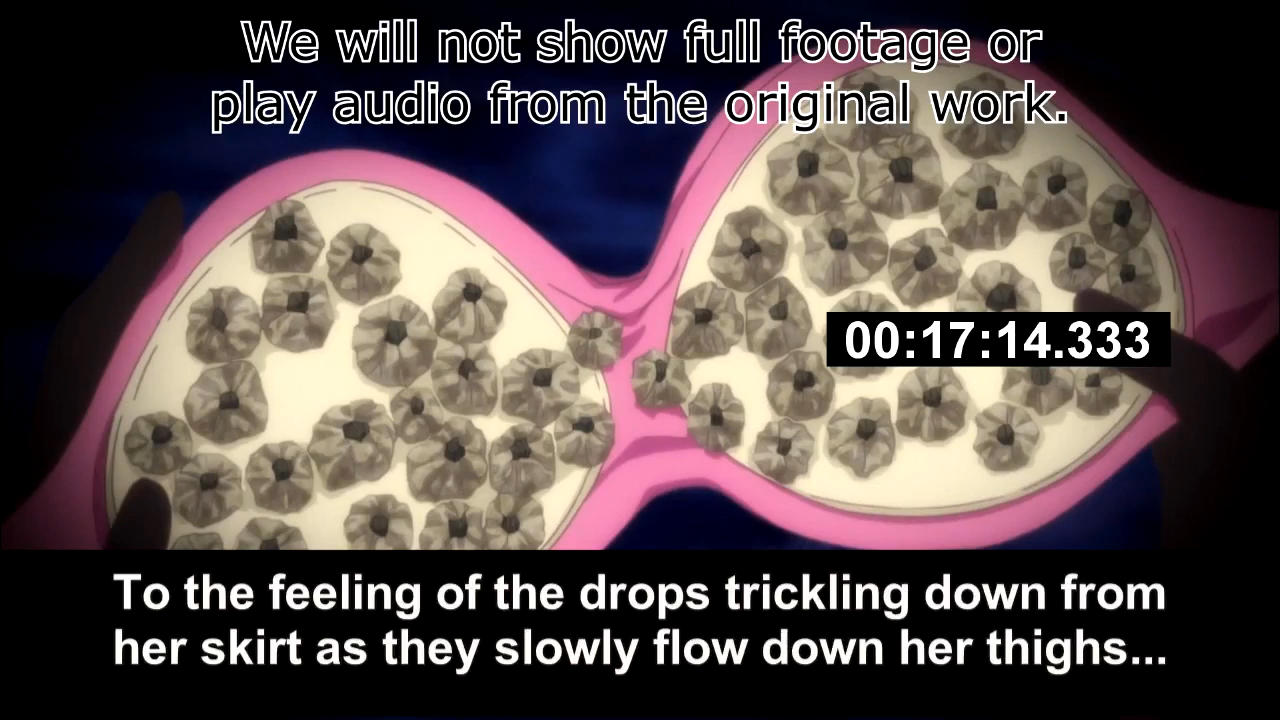 We will not show full footage or
play audio from the original work.
00:17:14.333
To the feeling of the drops trickling down from
her skirt as they slowly flow down her thighs...